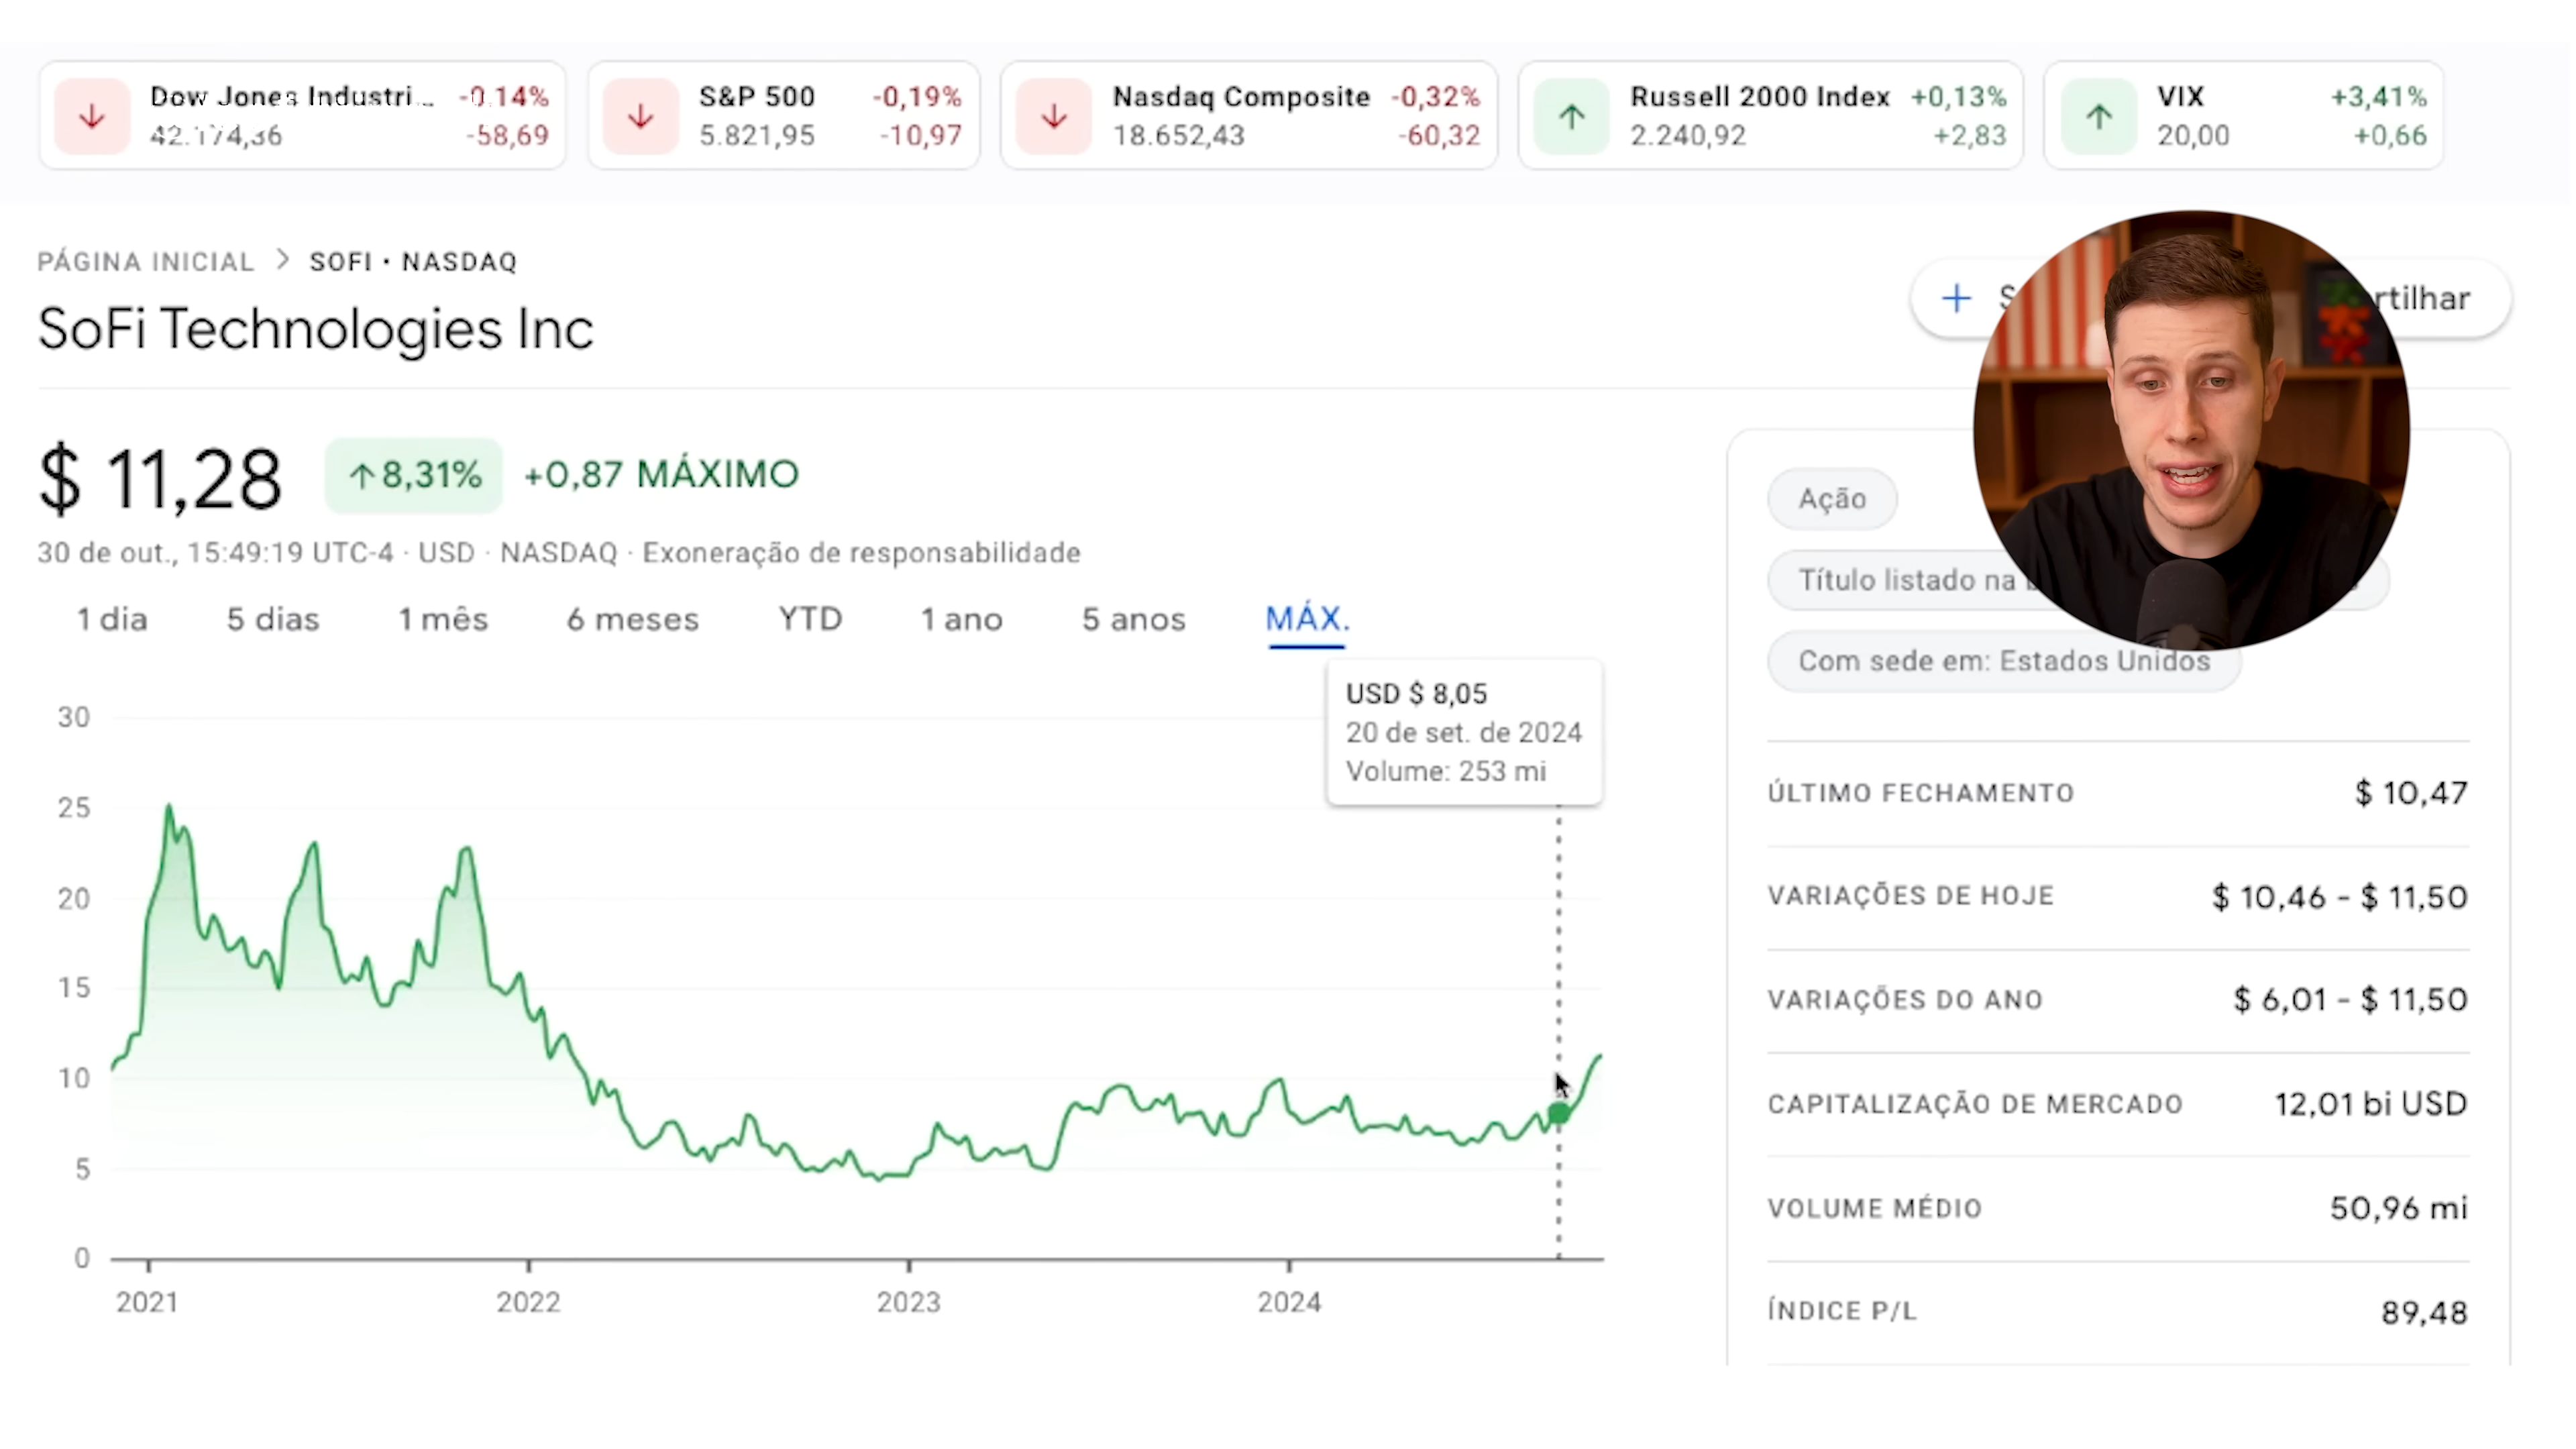 Dow Jones Industri... -0,14%
42.174,36 -58,69
S&P 500 -0,19%
5.821,95 -10,97
Nasdaq Composite -0,32%
18.652,43 -60,32
Russell 2000 Index +0,13%
2.240,92 +2,83
VIX +3,41%
20,00 +0,66
PÁGINA INICIAL > SOFI • NASDAQ
SoFi Technologies Inc
+ S
rtilhar
$ 11,28 ↑8,31% +0,87 MÁXIMO
30 de out., 15:49:19 UTC-4 · USD · NASDAQ · Exoneração de responsabilidade
1 dia 5 dias 1 mês 6 meses YTD 1 ano 5 anos MÁX.
USD $ 8,05
20 de set. de 2024
Volume: 253 mi
30
25
20
15
10
5
0
2021 2022 2023 2024
Ação
Título listado na
Com sede em: Estados Unidos
ÚLTIMO FECHAMENTO $ 10,47
VARIAÇÕES DE HOJE $ 10,46 - $ 11,50
VARIAÇÕES DO ANO $ 6,01 - $ 11,50
CAPITALIZAÇÃO DE MERCADO 12,01 bi USD
VOLUME MÉDIO 50,96 mi
ÍNDICE P/L 89,48